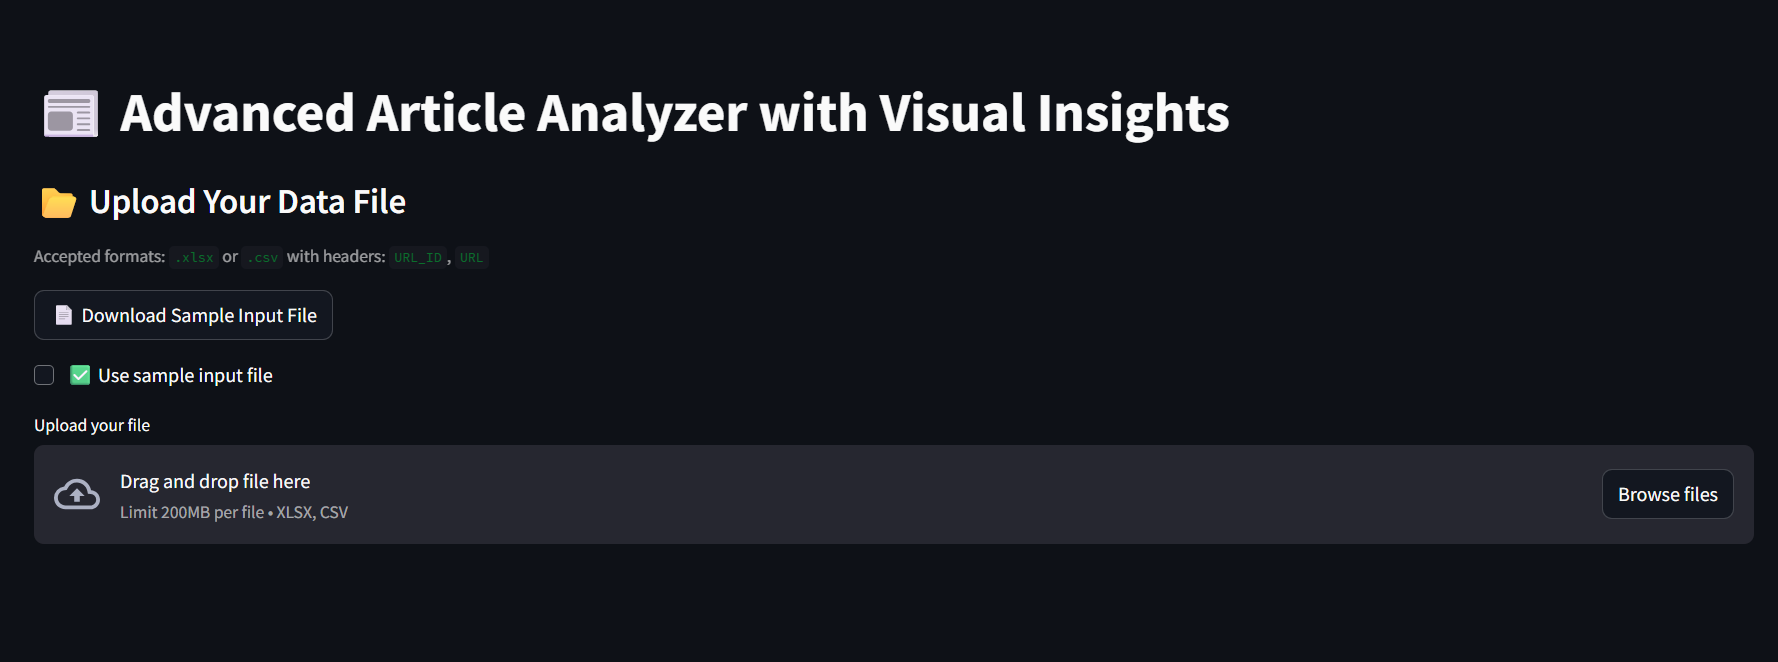 Advanced Article Analyzer with Visual Insights
Upload Your Data File
Accepted formats: .xlsx or .csv with headers: URL_ID, URL
Download Sample Input File
Use sample input file
Upload your file
Drag and drop file here
Limit 200MB per file • XLSX, CSV
Browse files